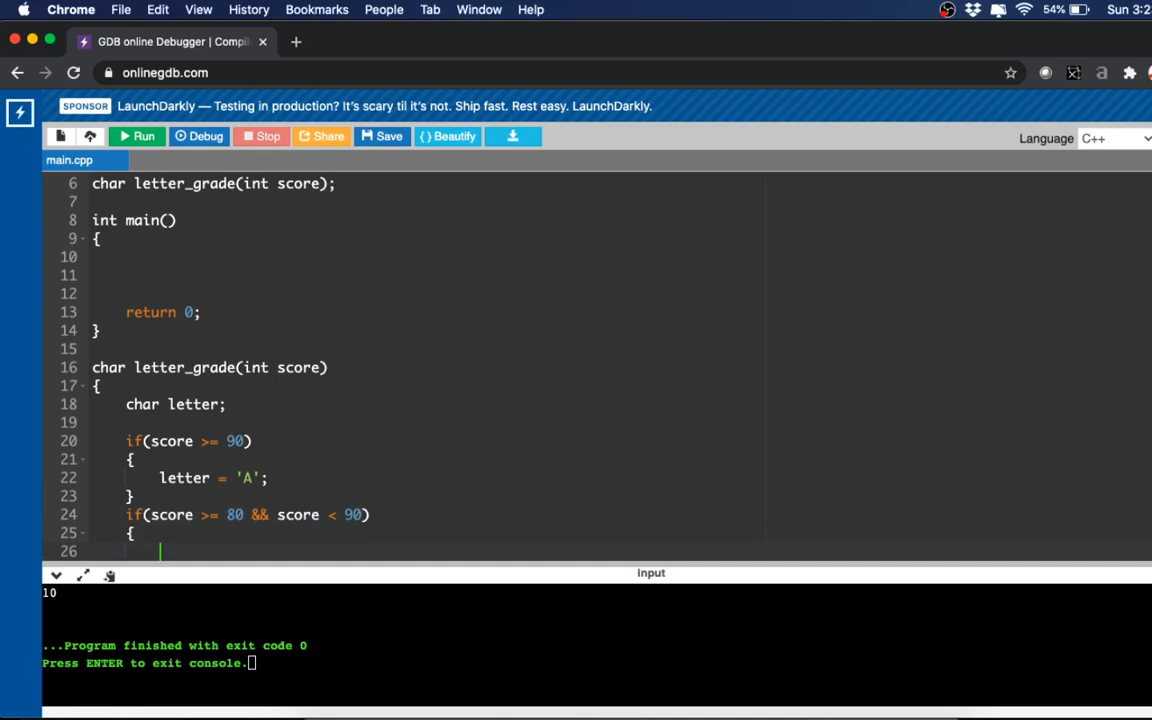 Chrome File Edit View History Bookmarks People Tab Window Help 54% Sun 3:2
GDB online Debugger | Compil
onlinegdb.com
SPONSOR LaunchDarkly — Testing in production? It's scary til it's not. Ship fast. Rest easy. LaunchDarkly.
Run Debug Stop Share Save { } Beautify
Language C++
main.cpp
6 char letter_grade(int score);
7
8 int main()
9 {
10
11
12
13 return 0;
14 }
15
16 char letter_grade(int score)
17 {
18 char letter;
19
20 if(score >= 90)
21 {
22 letter = 'A';
23 }
24 if(score >= 80 && score < 90)
25 {
26
input
10
...Program finished with exit code 0
Press ENTER to exit console.